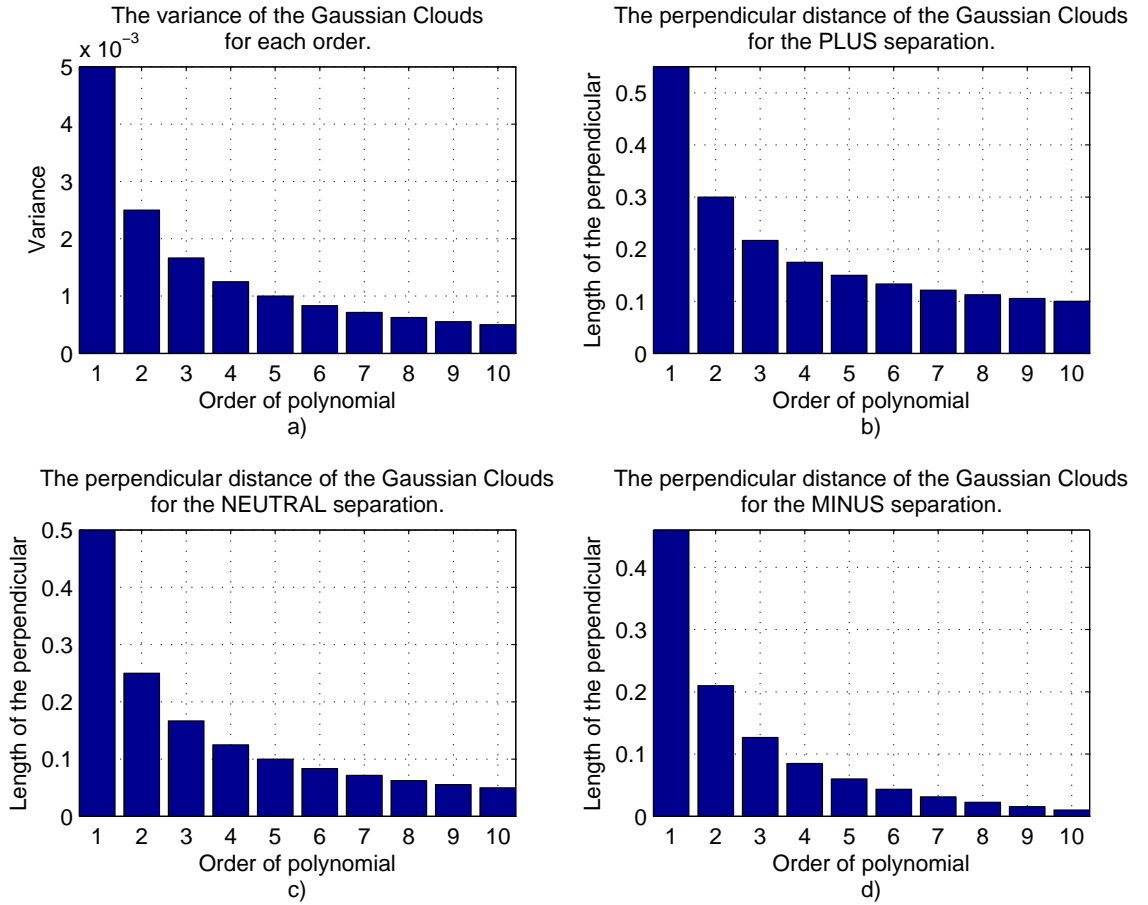 The variance of the Gaussian Clouds
for each order.
x 10⁻³
5
4
3
2
1
0
Variance
1 2 3 4 5 6 7 8 9 10
Order of polynomial
a)
The perpendicular distance of the Gaussian Clouds
for the PLUS separation.
0.5
0.4
0.3
0.2
0.1
0
Length of the perpendicular
1 2 3 4 5 6 7 8 9 10
Order of polynomial
b)
The perpendicular distance of the Gaussian Clouds
for the NEUTRAL separation.
0.5
0.4
0.3
0.2
0.1
0
Length of the perpendicular
1 2 3 4 5 6 7 8 9 10
Order of polynomial
c)
The perpendicular distance of the Gaussian Clouds
for the MINUS separation.
0.4
0.3
0.2
0.1
0
Length of the perpendicular
1 2 3 4 5 6 7 8 9 10
Order of polynomial
d)